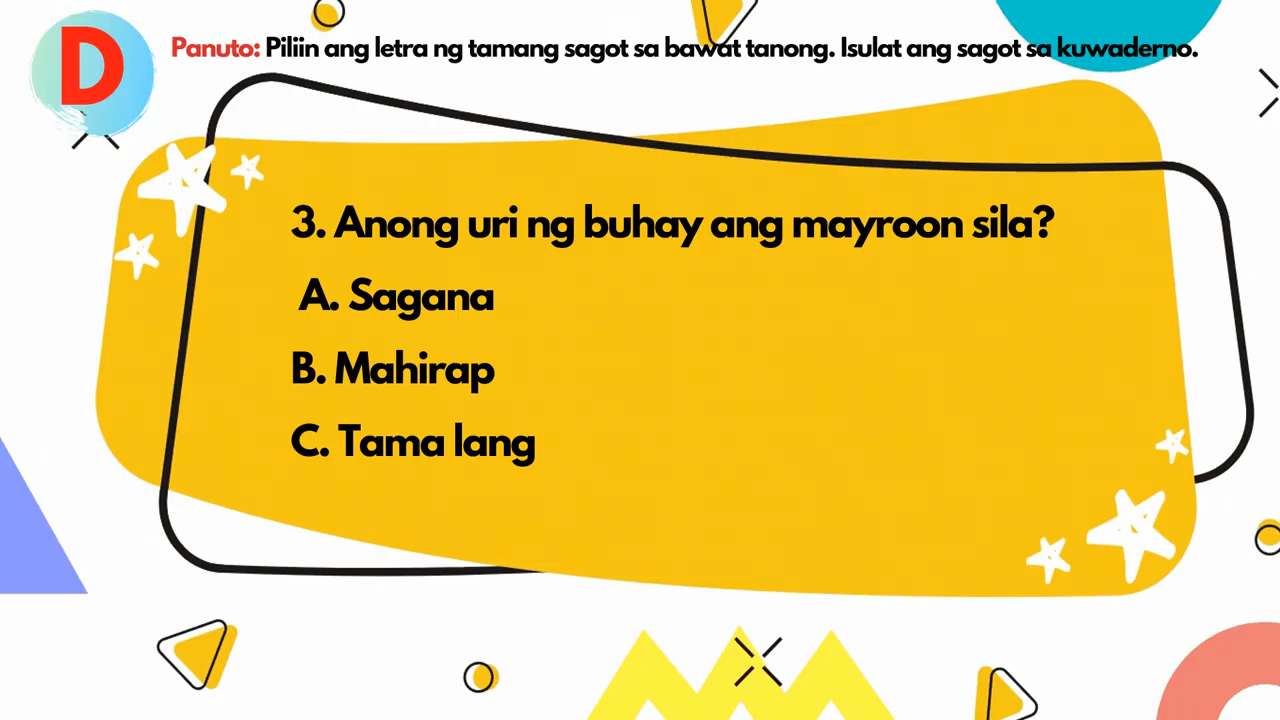 D
Panuto: Piliin ang letra ng tamang sagot sa bawat tanong. Isulat ang sagot sa kuwaderno.
3. Anong uri ng buhay ang mayroon sila?
A. Sagana
B. Mahirap
C. Tama lang